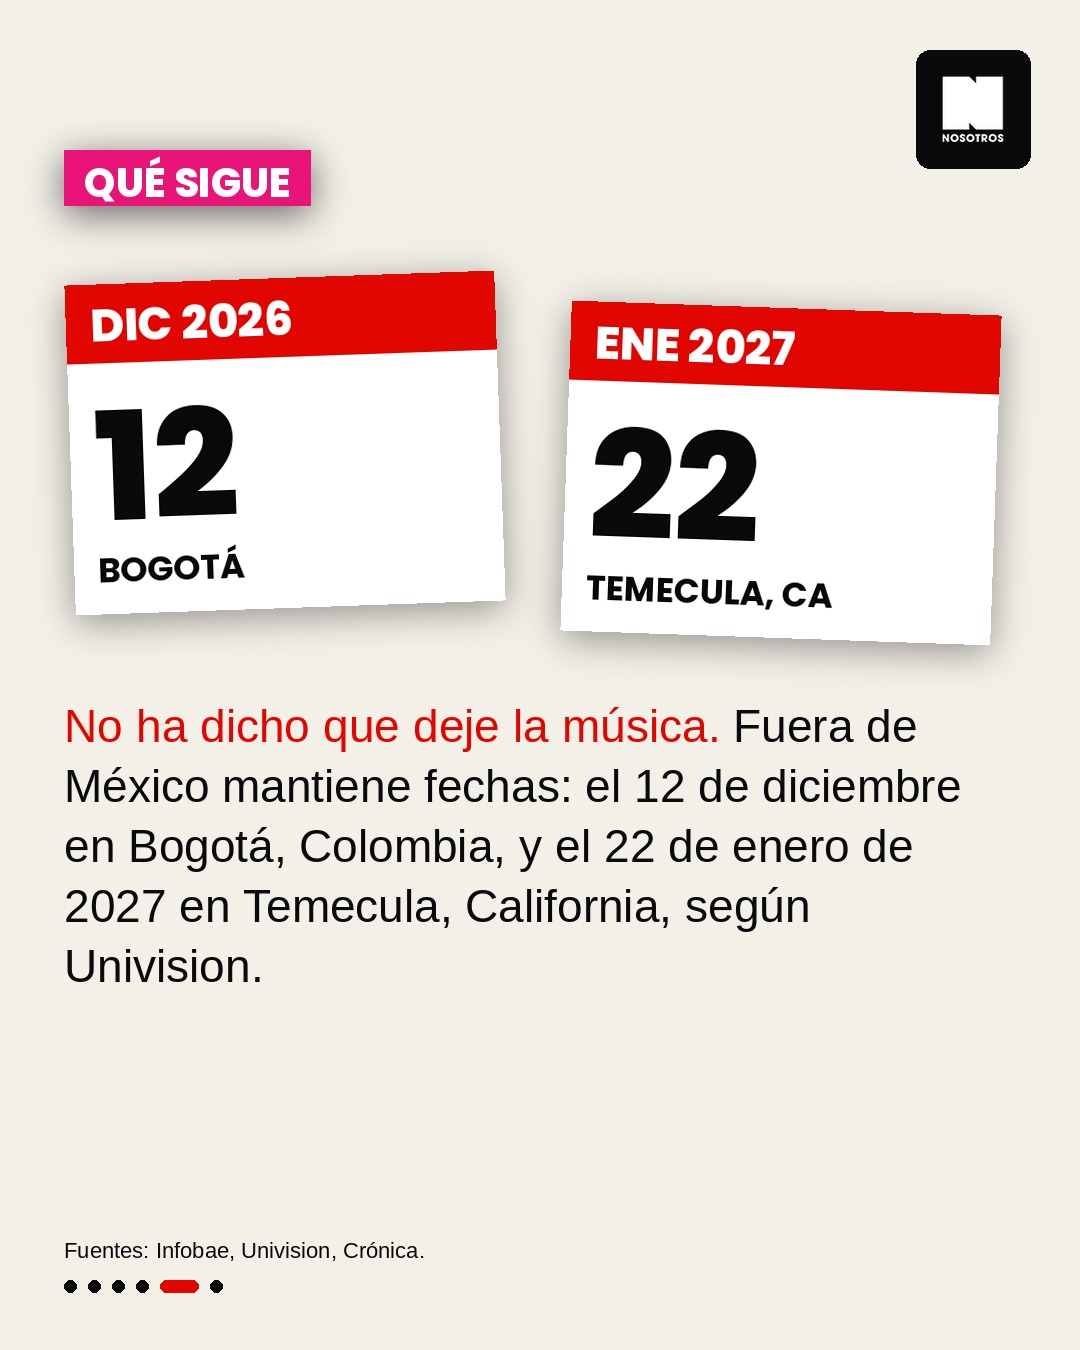 NOSOTROS
QUÉ SIGUE
DIC 2026
12
BOGOTÁ
ENE 2027
22
TEMECULA, CA
No ha dicho que deje la música. Fuera de
México mantiene fechas: el 12 de diciembre
en Bogotá, Colombia, y el 22 de enero de
2027 en Temecula, California, según
Univision.
Fuentes: Infobae, Univision, Crónica.